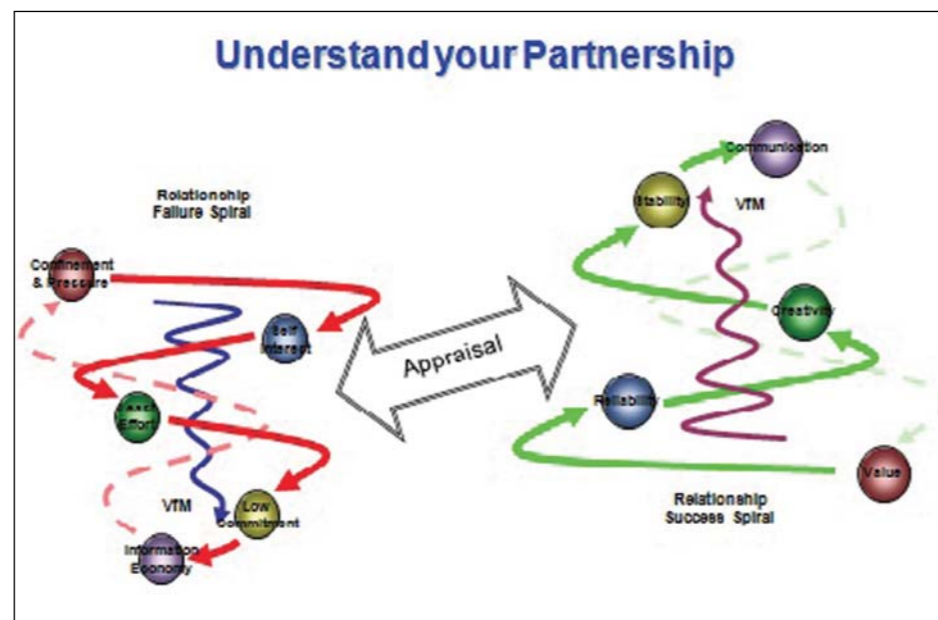 Understand your Partnership
Relationship
Failure Spiral
Confinement
& Pressure
Self
Interest
Least
Effort
VfM
Low
Commitment
Information
Economy
Appraisal
Communication
Stability
VfM
Creativity
Reliability
Value
Relationship
Success Spiral